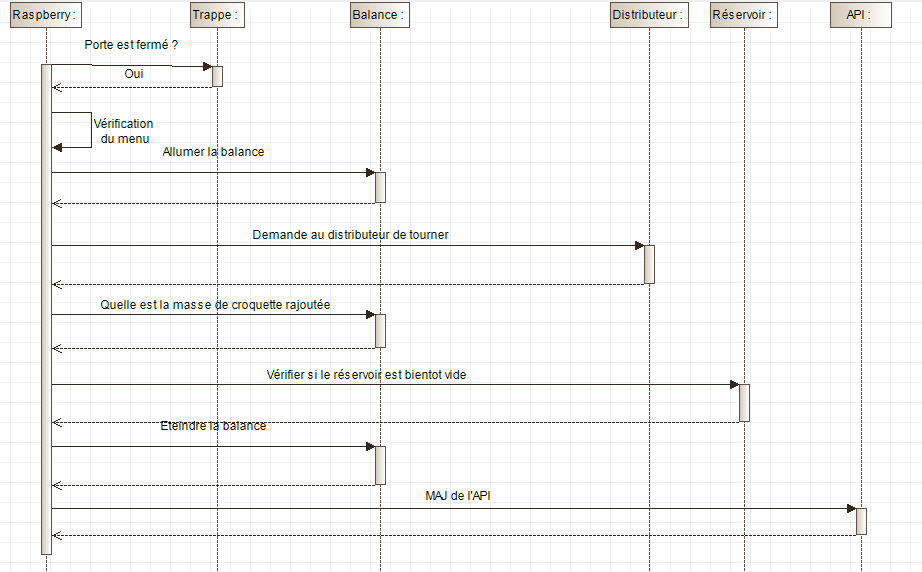 Raspberry :
Trappe :
Balance :
Distributeur :
Réservoir :
API :
Porte est fermé ?
Oui
Vérification
du menu
Allumer la balance
Demande au distributeur de tourner
Quelle est la masse de croquette rajoutée
Vérifier si le réservoir est bientot vide
Eteindre la balance
MAJ de l'API